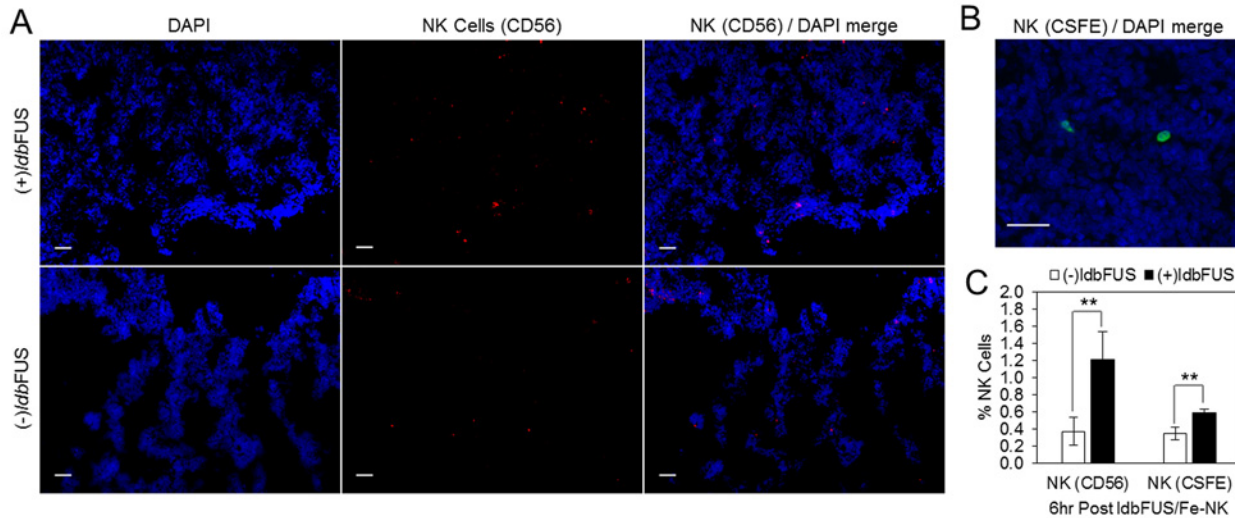 A
DAPI
NK Cells (CD56)
NK (CD56) / DAPI merge
(+)ldbFUS
(-)ldbFUS
B
NK (CSFE) / DAPI merge
C
(-)ldbFUS (+)ldbFUS
% NK Cells
2.0
1.8
1.6
1.4
1.2
1.0
0.8
0.6
0.4
0.2
0.0
**
**
NK (CD56) NK (CSFE)
6hr Post ldbFUS/Fe-NK